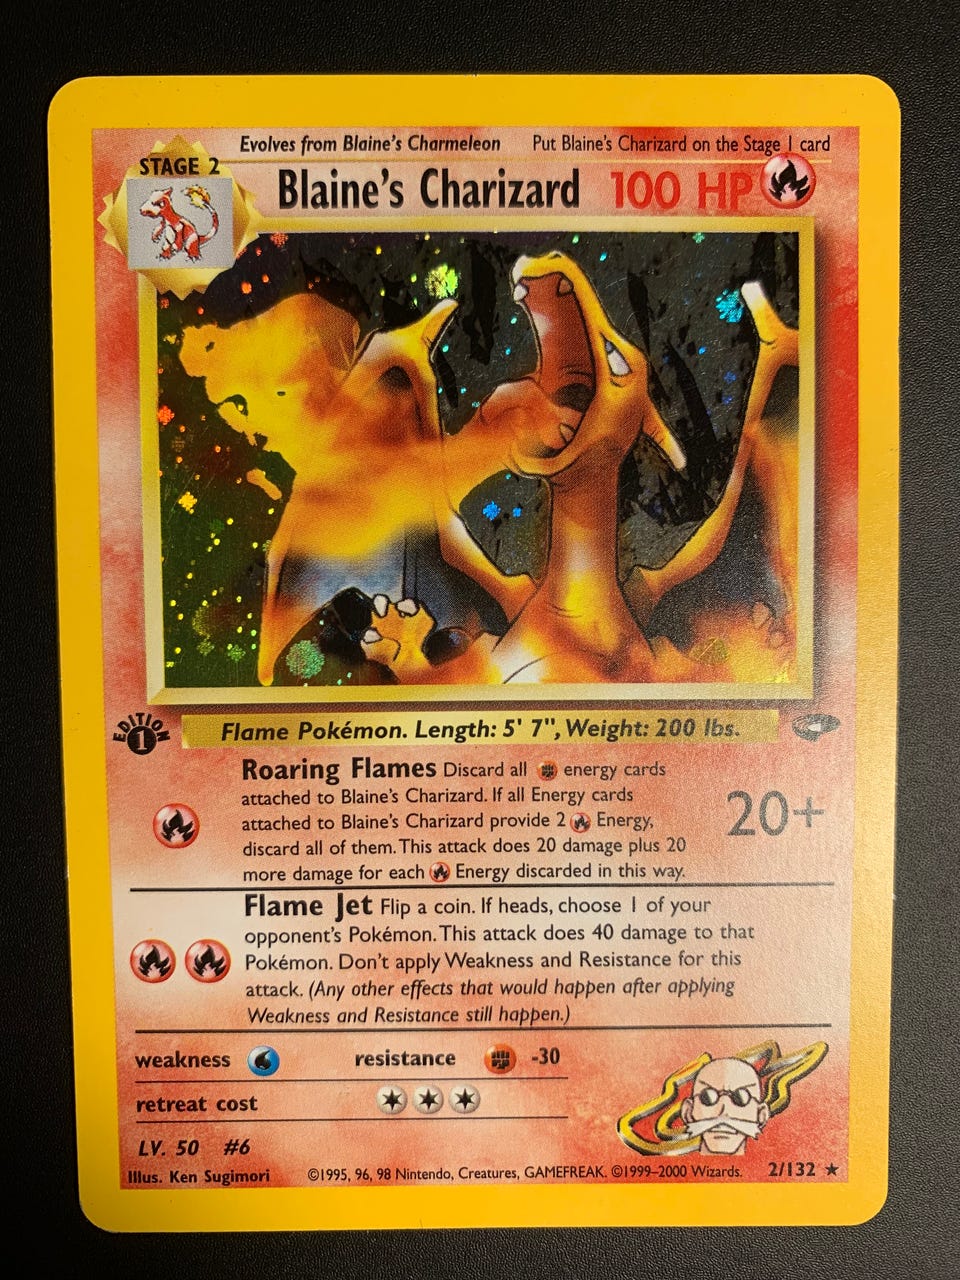 Evolves from Blaine's Charmeleon Put Blaine's Charizard on the Stage 1 card
STAGE 2
Blaine's Charizard 100 HP
EDITION
1
Flame Pokémon. Length: 5' 7", Weight: 200 lbs.
Roaring Flames Discard all energy cards
attached to Blaine's Charizard. If all Energy cards
attached to Blaine's Charizard provide 2 Energy,
discard all of them. This attack does 20 damage plus 20
more damage for each Energy discarded in this way.
20+
Flame Jet Flip a coin. If heads, choose 1 of your
opponent's Pokémon. This attack does 40 damage to that
Pokémon. Don't apply Weakness and Resistance for this
attack. (Any other effects that would happen after applying
Weakness and Resistance still happen.)
weakness resistance -30
retreat cost
LV. 50 #6
Illus. Ken Sugimori ©1995, 96, 98 Nintendo, Creatures, GAMEFREAK. ©1999–2000 Wizards. 2/132 ★